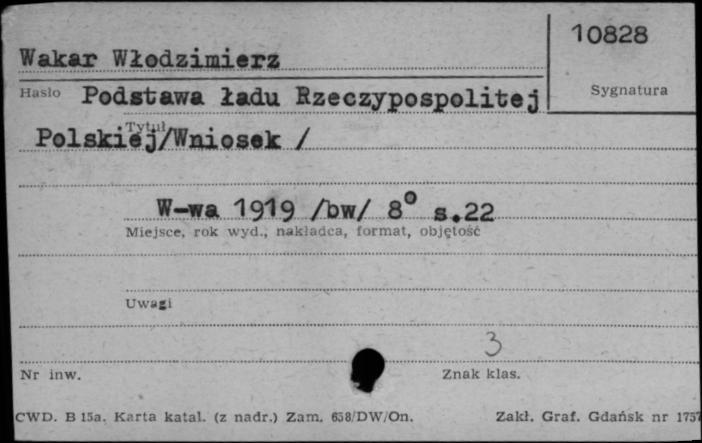 10828
Wakar Włodzimierz
Sygnatura
Hasło Podstawa ładu Rzeczypospolitej
Tytuł
Polskiej/Wniosek /
W-wa 1919 /bw/ 8° s.22
Miejsce, rok wyd., nakładca, format, objętość
Uwagi
3
Nr inw. Znak klas.
CWD. B 15a. Karta katal. (z nadr.) Zam. 658/DW/On. Zakł. Graf. Gdańsk nr 1757